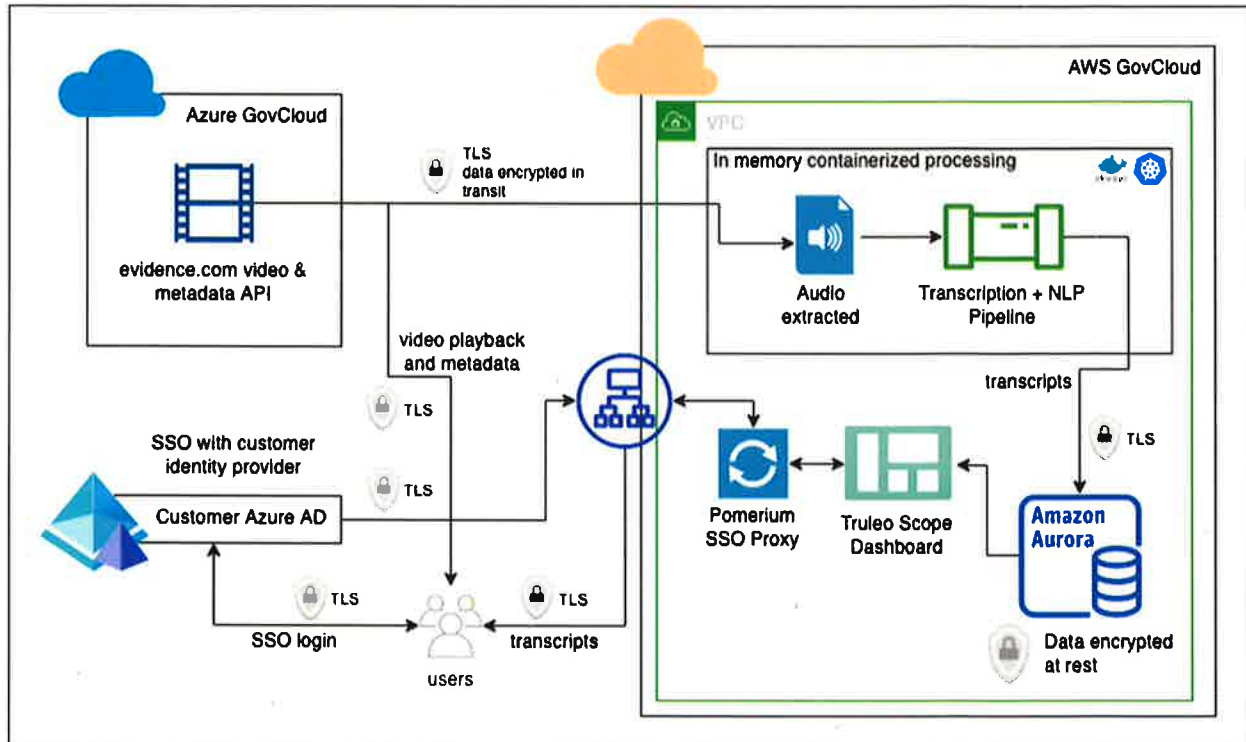 AWS GovCloud
Azure GovCloud
VPC
TLS
data encrypted in
transit
In memory containerized processing
evidence.com video &
metadata API
Audio
extracted
Transcription + NLP
Pipeline
video playback
and metadata
transcripts
TLS
TLS
SSO with customer
identity provider
TLS
Customer Azure AD
Pomerium
SSO Proxy
Truleo Scope
Dashboard
Amazon
Aurora
TLS
TLS
SSO login
transcripts
users
Data encrypted
at rest